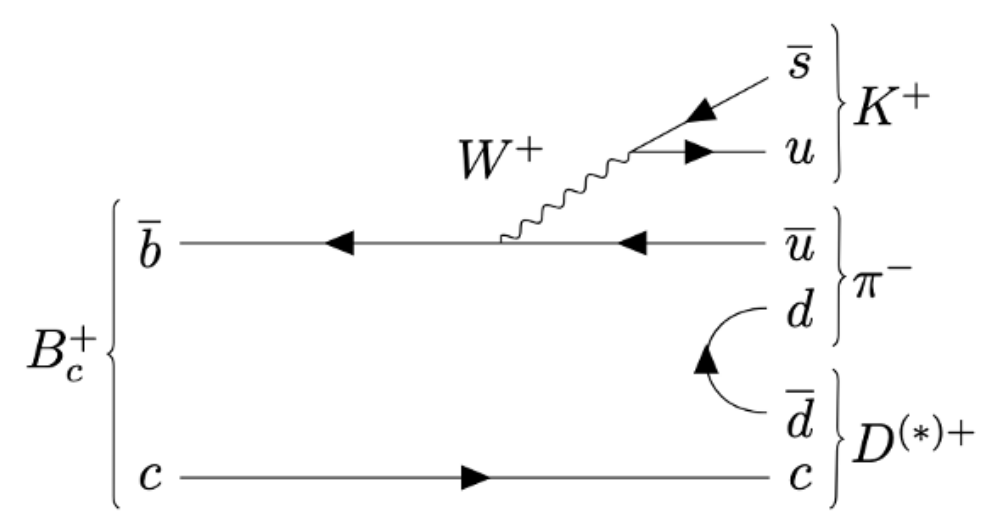 s̅
K⁺
W⁺
u
b̅
u̅
π⁻
d
B_c⁺
d̅
D⁽*⁾⁺
c
c